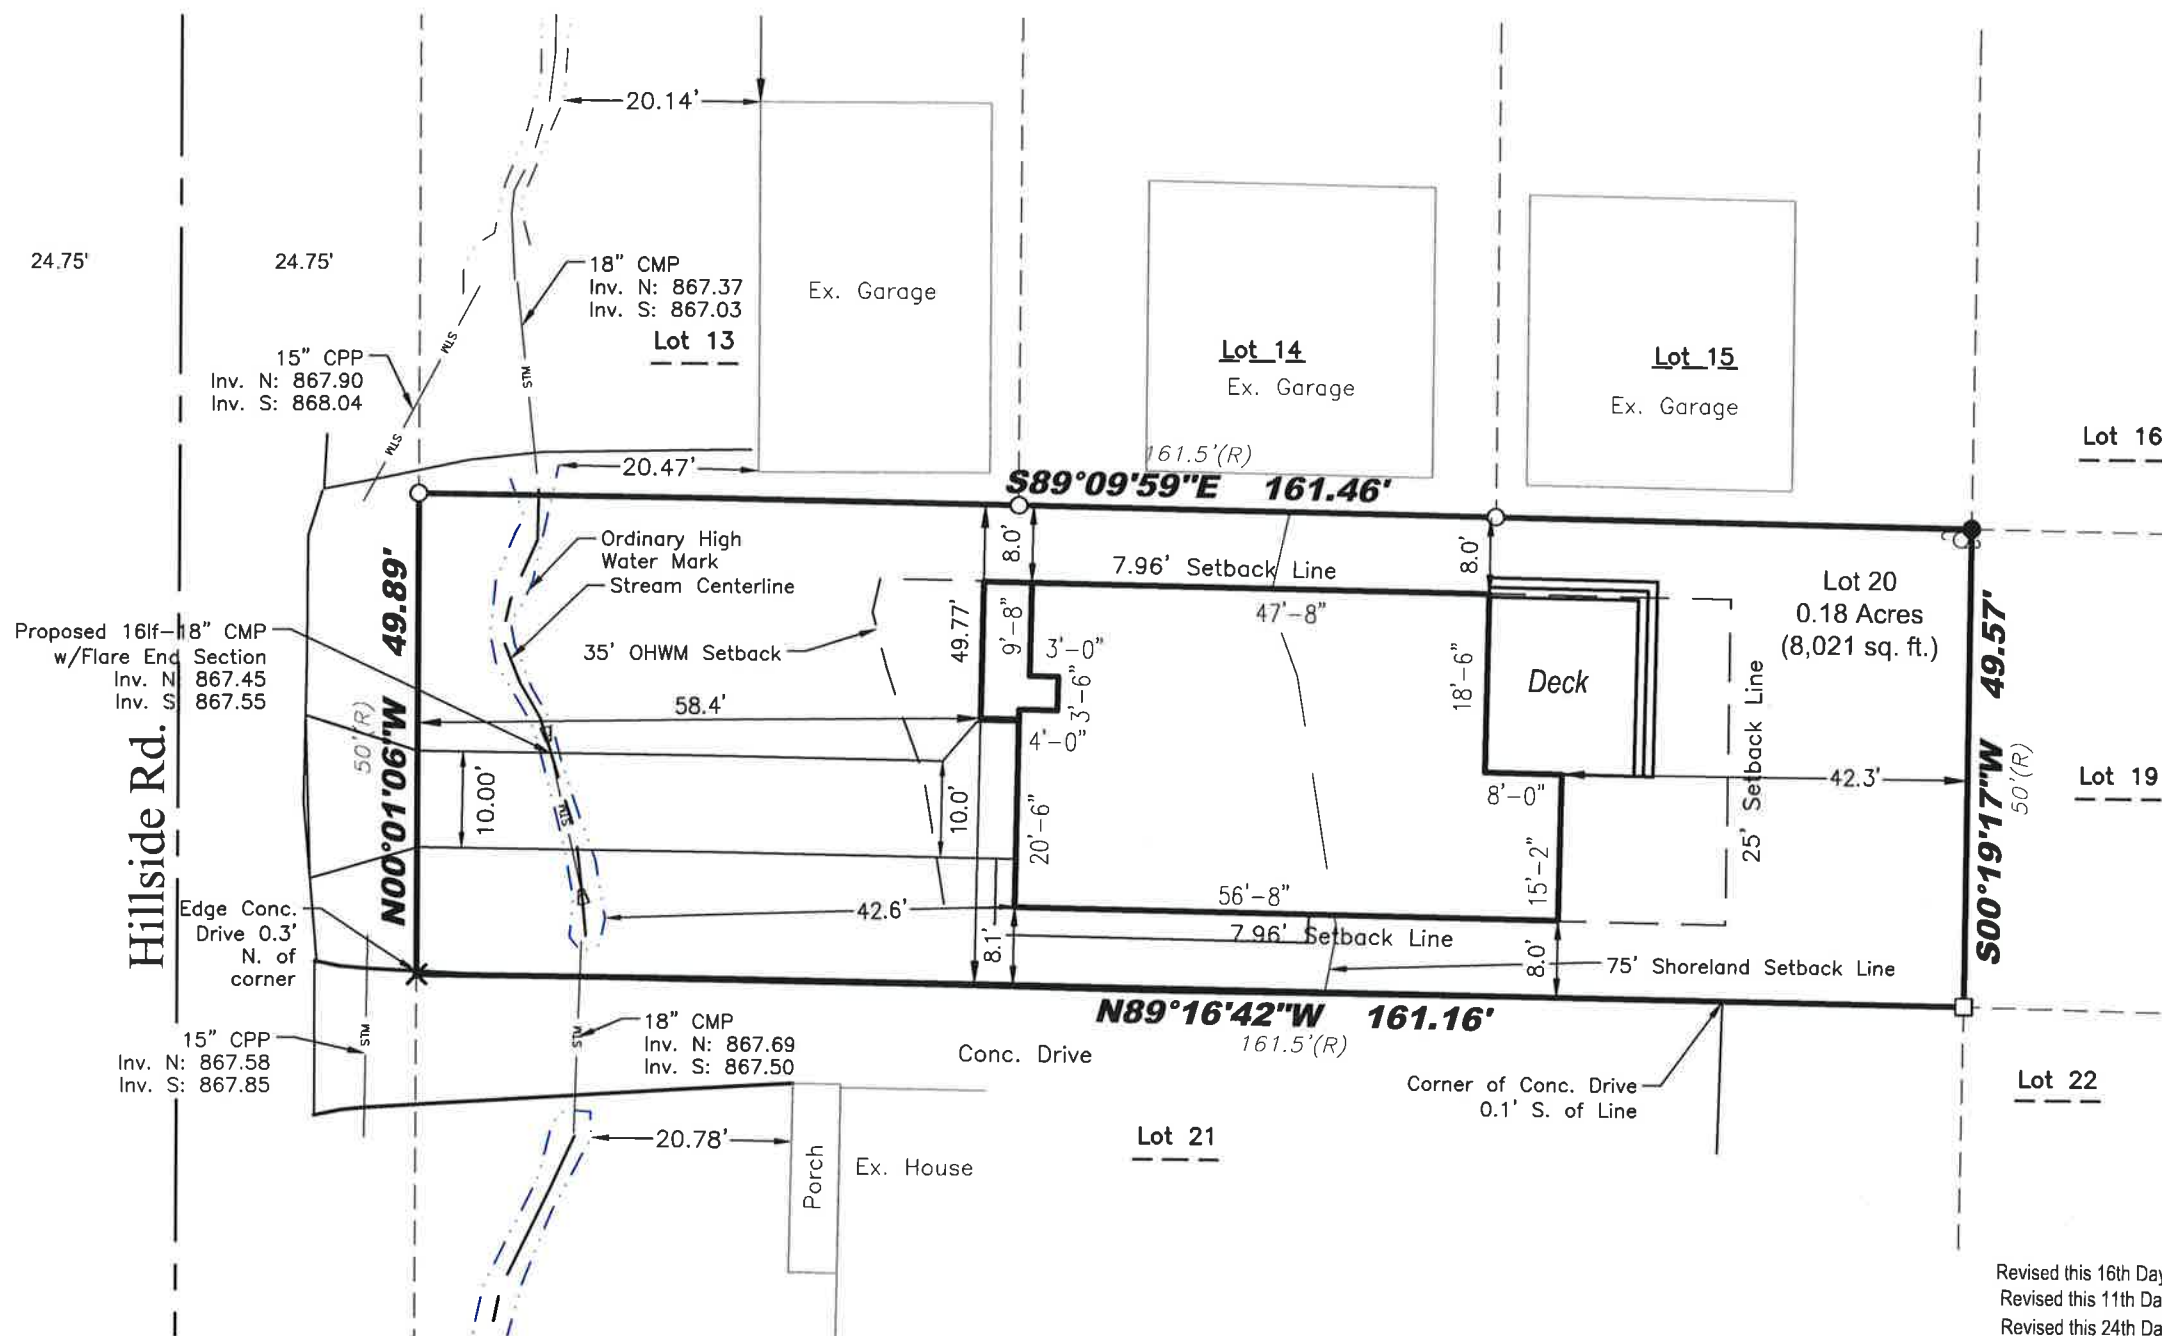 20.14'
24.75'
24.75'
18" CMP
Inv. N: 867.37
Inv. S: 867.03
Lot 13
Ex. Garage
Lot 14
Ex. Garage
Lot 15
Ex. Garage
Lot 16
15" CPP
Inv. N: 867.90
Inv. S: 868.04
STM
STM
STM
20.47'
161.5'(R)
S89°09'59"E 161.46'
Ordinary High
Water Mark
Stream Centerline
35' OHWM Setback
8.0'
7.96' Setback Line
8.0'
47'-8"
49.77'
9'-8"
3'-0"
3'-6"
4'-0"
18'-6"
Deck
Lot 20
0.18 Acres
(8,021 sq. ft.)
N00°01'06"W 49.89'
50'(R)
Proposed 16lf-18" CMP
w/Flare End Section
Inv. N: 867.45
Inv. S: 867.55
Hillside Rd.
58.4'
10.00'
STM
10.0'
20'-6"
8'-0"
15'-2"
25' Setback Line
42.3'
S00°19'17"W 49.57'
50'(R)
Lot 19
Edge Conc.
Drive 0.3'
N. of
corner
42.6'
56'-8"
8.1'
7.96' Setback Line
8.0'
75' Shoreland Setback Line
N89°16'42"W 161.16'
161.5'(R)
15" CPP
Inv. N: 867.58
Inv. S: 867.85
STM
STM
18" CMP
Inv. N: 867.69
Inv. S: 867.50
Conc. Drive
Corner of Conc. Drive
0.1' S. of Line
Lot 22
20.78'
Porch
Ex. House
Lot 21
Revised this 16th Day
Revised this 11th Da
Revised this 24th Da